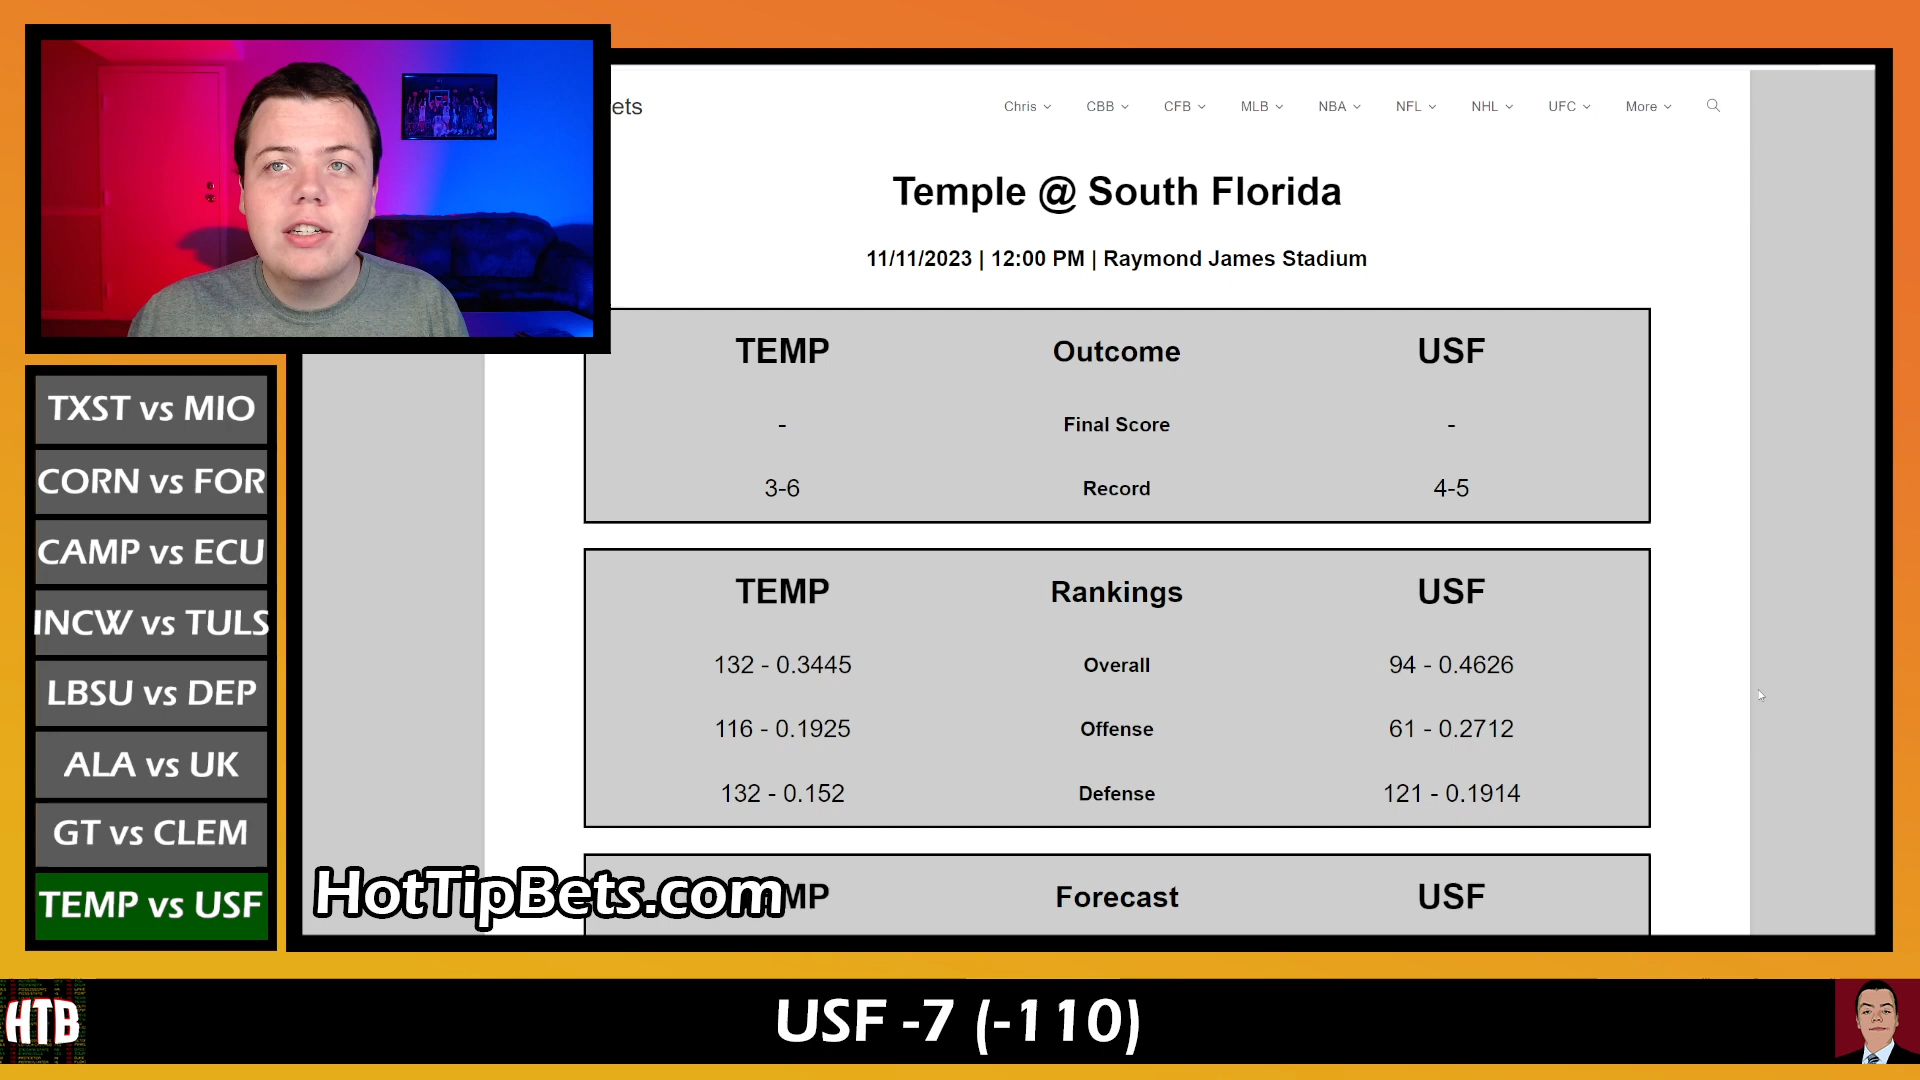 ets
Chris
CBB
CFB
MLB
NBA
NFL
NHL
UFC
More
Temple @ South Florida
11/11/2023 | 12:00 PM | Raymond James Stadium
TEMP Outcome USF
- Final Score -
3-6 Record 4-5
TEMP Rankings USF
132 - 0.3445 Overall 94 - 0.4626
116 - 0.1925 Offense 61 - 0.2712
132 - 0.152 Defense 121 - 0.1914
MP Forecast USF
TXST vs MIO
CORN vs FOR
CAMP vs ECU
INCW vs TULS
LBSU vs DEP
ALA vs UK
GT vs CLEM
TEMP vs USF
HotTipBets.com
HTB
USF -7 (-110)